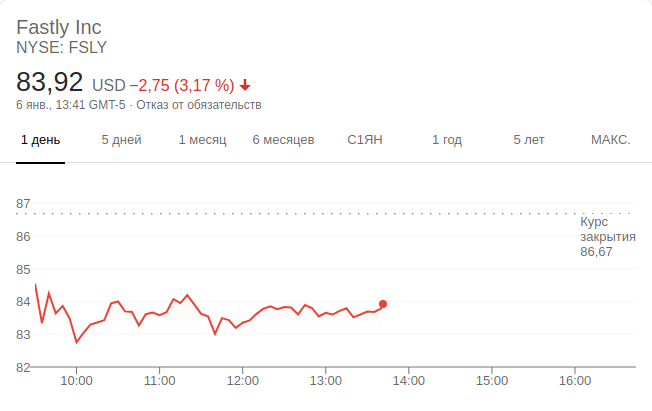 Fastly Inc
NYSE: FSLY
83,92 USD −2,75 (3,17 %)
6 янв., 13:41 GMT-5 · Отказ от обязательств
1 день 5 дней 1 месяц 6 месяцев С1ЯН 1 год 5 лет МАКС.
87
Курс
закрытия
86,67
86
85
84
83
82
10:00 11:00 12:00 13:00 14:00 15:00 16:00